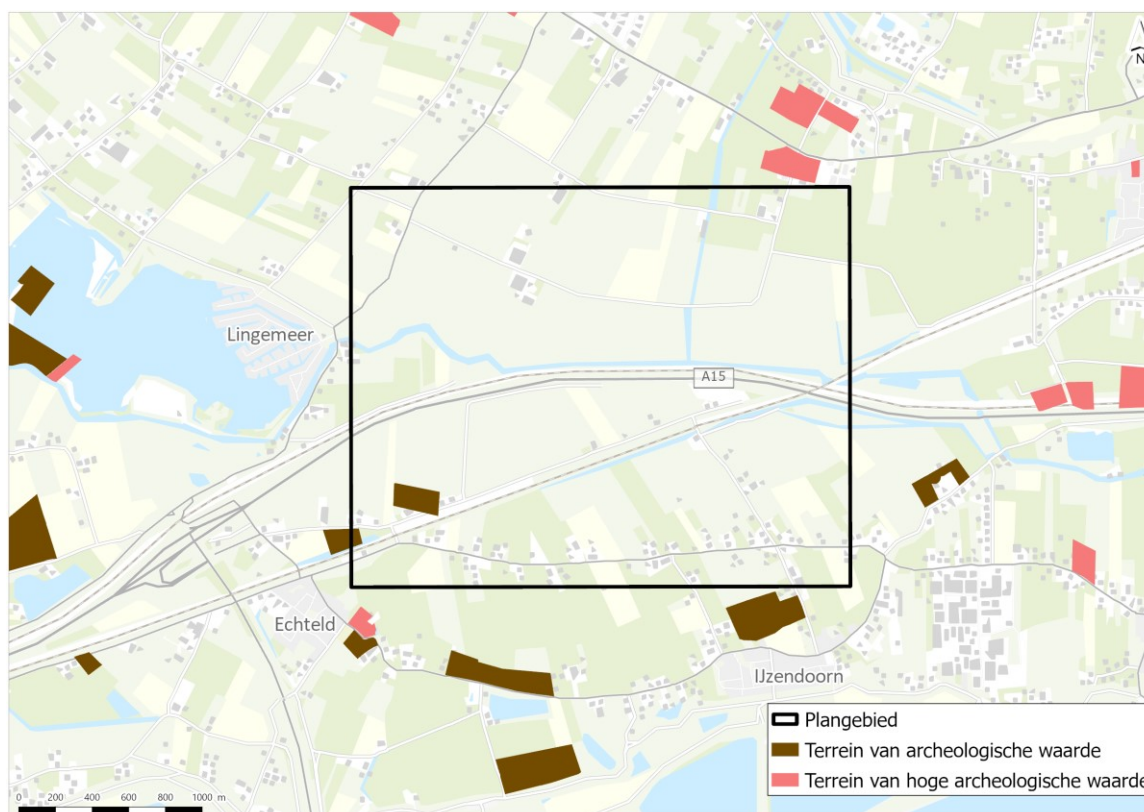 N
Lingemeer
A15
Echteld
IJzendoorn
Plangebied
Terrein van archeologische waarde
Terrein van hoge archeologische waarde
0 200 400 600 800 1000 m